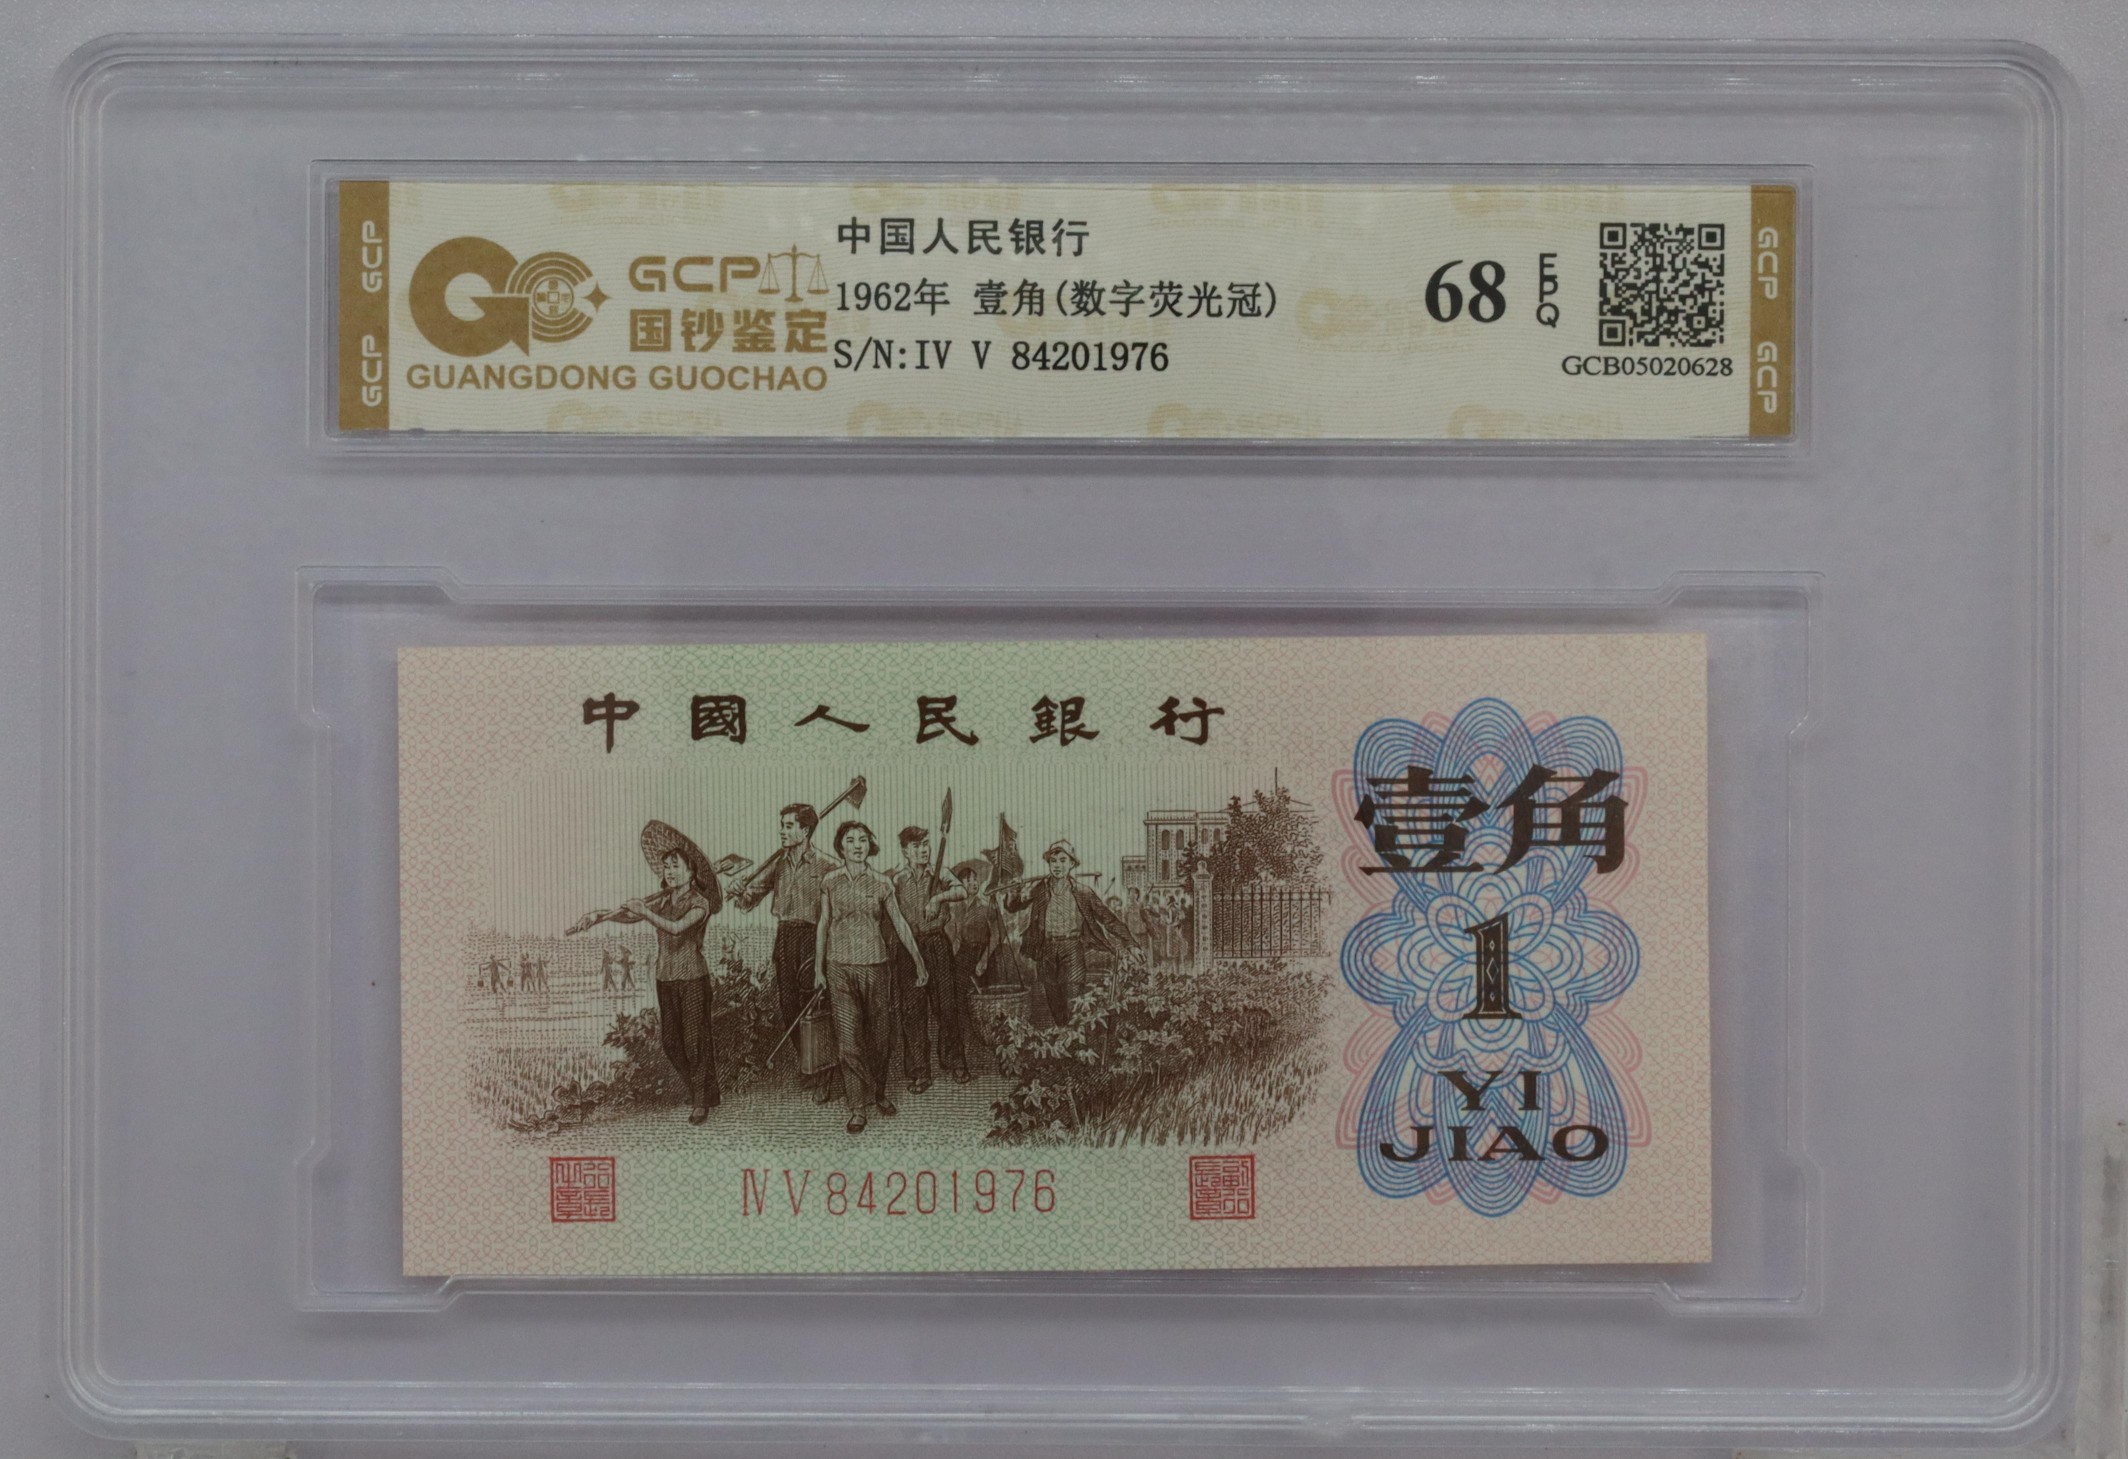 GCP GCP
GCP
国钞鉴定
GUANGDONG GUOCHAO
中国人民银行
1962年 壹角(数字荧光冠)
S/N:IV V 84201976
68 EPQ
GCB05020628
GCP GCP
中國人民銀行
壹角
1
YI
JIAO
ⅣⅤ84201976